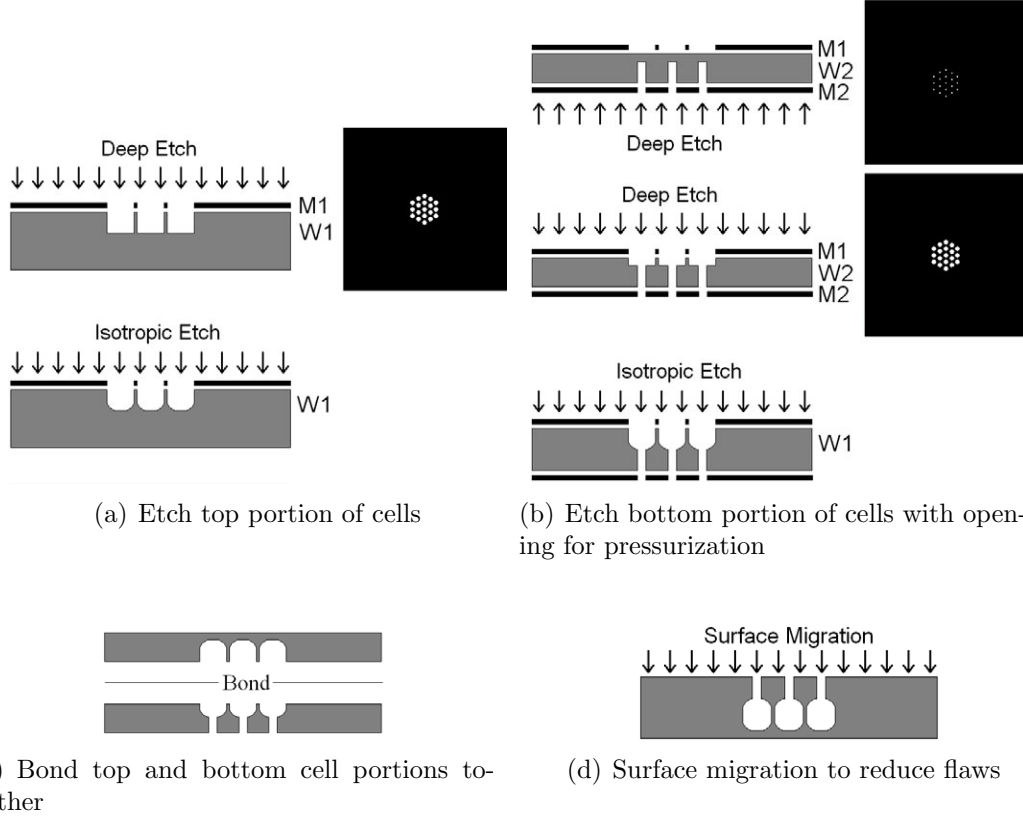 Deep Etch
M1
W1
Isotropic Etch
W1
(a) Etch top portion of cells
M1
W2
M2
Deep Etch
Deep Etch
M1
W2
M2
Isotropic Etch
W1
(b) Etch bottom portion of cells with open-
ing for pressurization
Bond
) Bond top and bottom cell portions to-
ther
Surface Migration
(d) Surface migration to reduce flaws